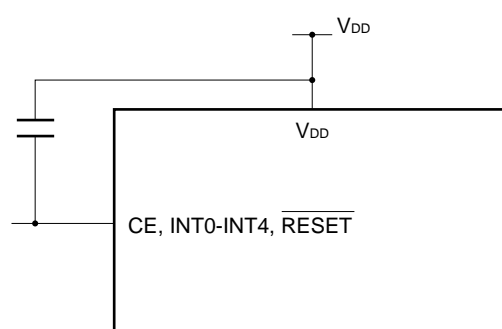 VDD
VDD
CE, INT0-INT4, RESET